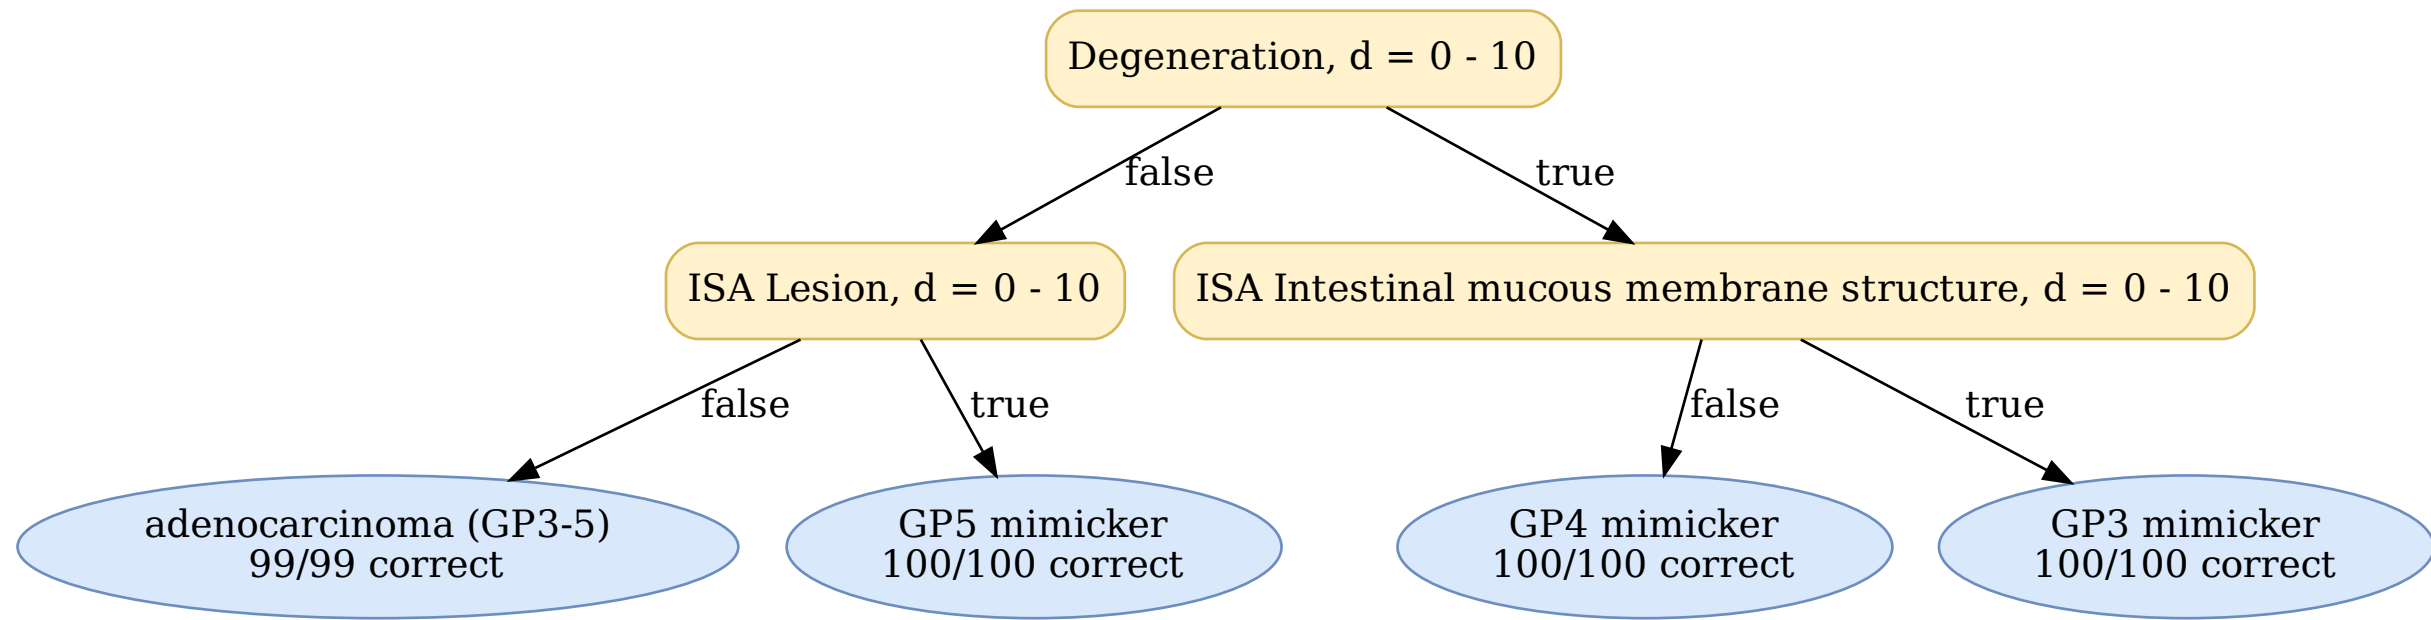 Degeneration, d = 0 - 10
false
true
ISA Lesion, d = 0 - 10
ISA Intestinal mucous membrane structure, d = 0 - 10
false
true
false
true
adenocarcinoma (GP3-5)
99/99 correct
GP5 mimicker
100/100 correct
GP4 mimicker
100/100 correct
GP3 mimicker
100/100 correct